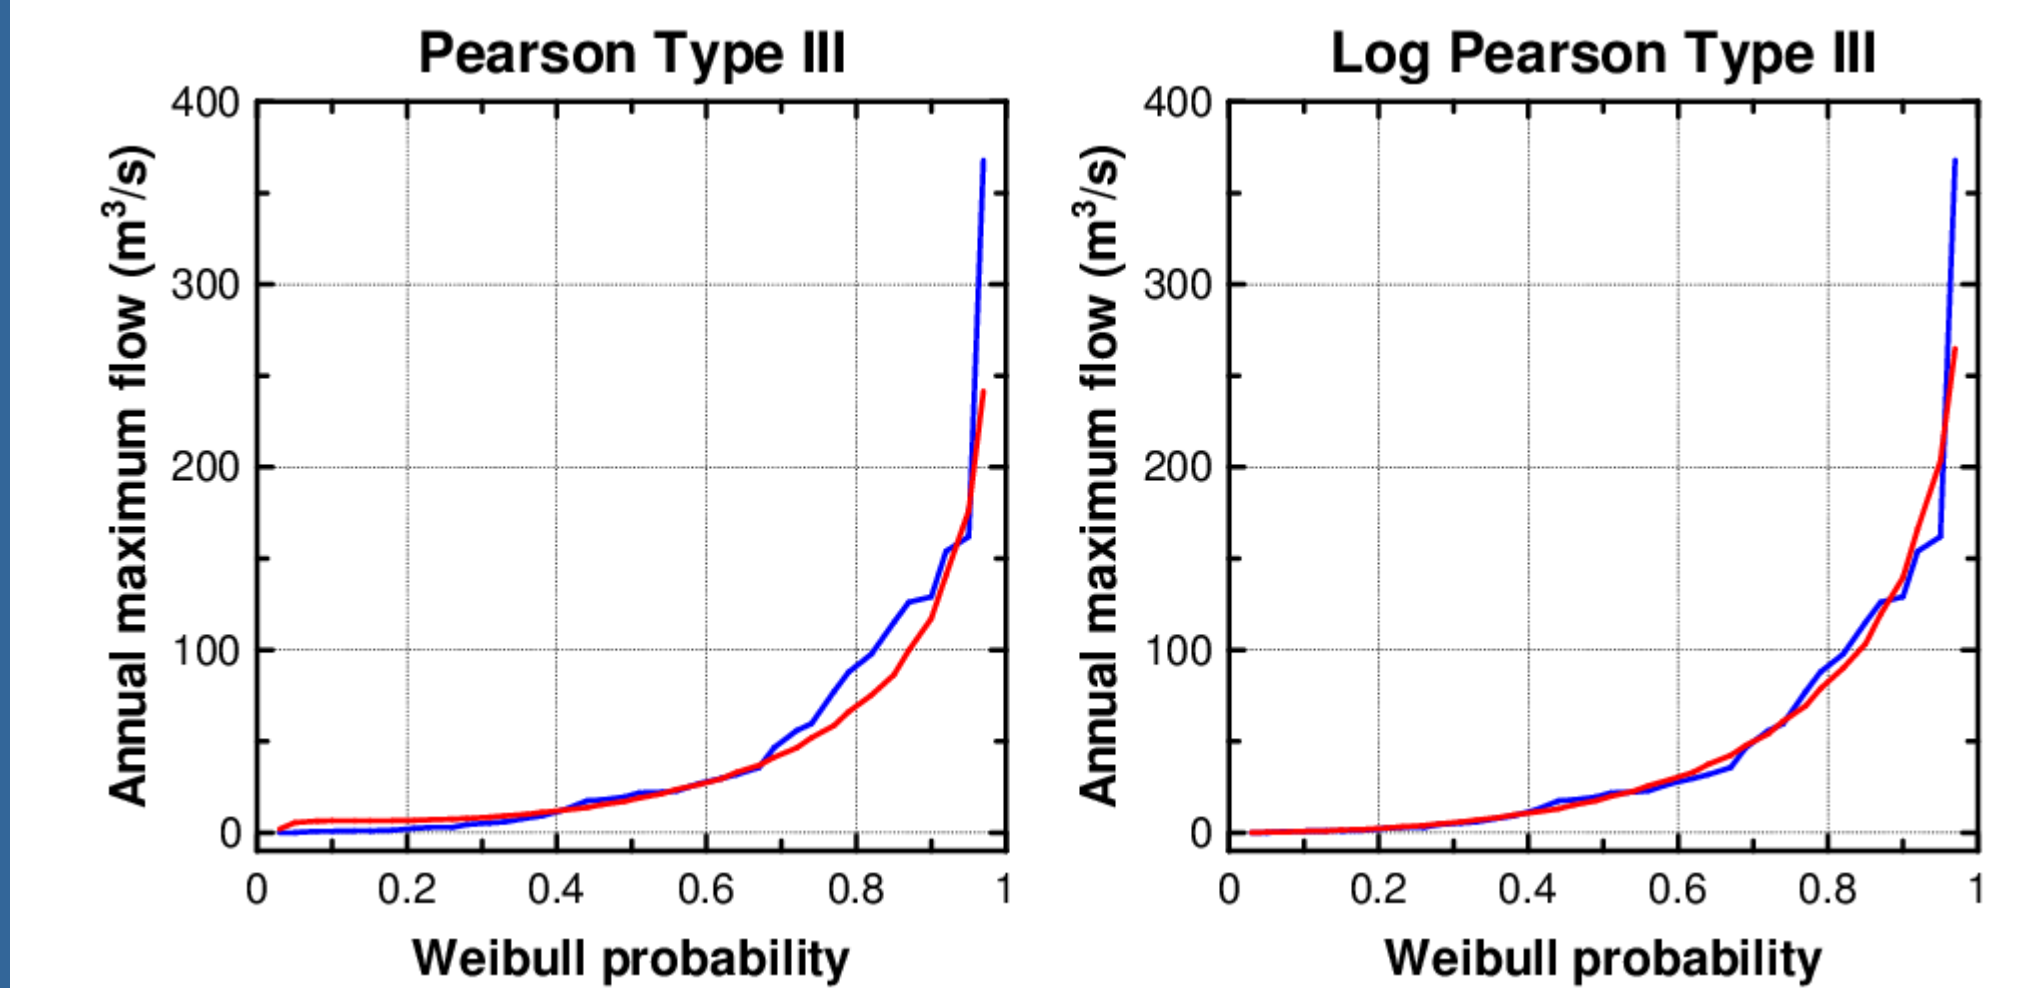 Pearson Type III
Annual maximum flow (m³/s)
400
300
200
100
0
0 0.2 0.4 0.6 0.8 1
Weibull probability
Log Pearson Type III
Annual maximum flow (m³/s)
400
300
200
100
0
0 0.2 0.4 0.6 0.8 1
Weibull probability